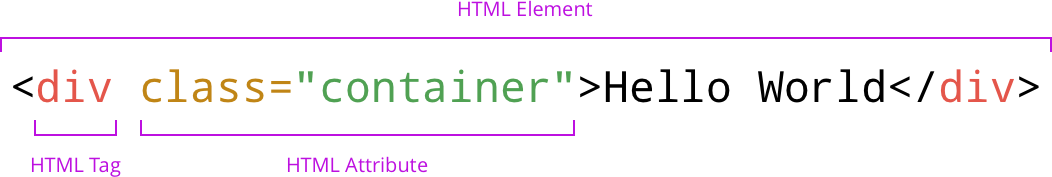 HTML Element
<div class="container">Hello World</div>
HTML Tag
HTML Attribute